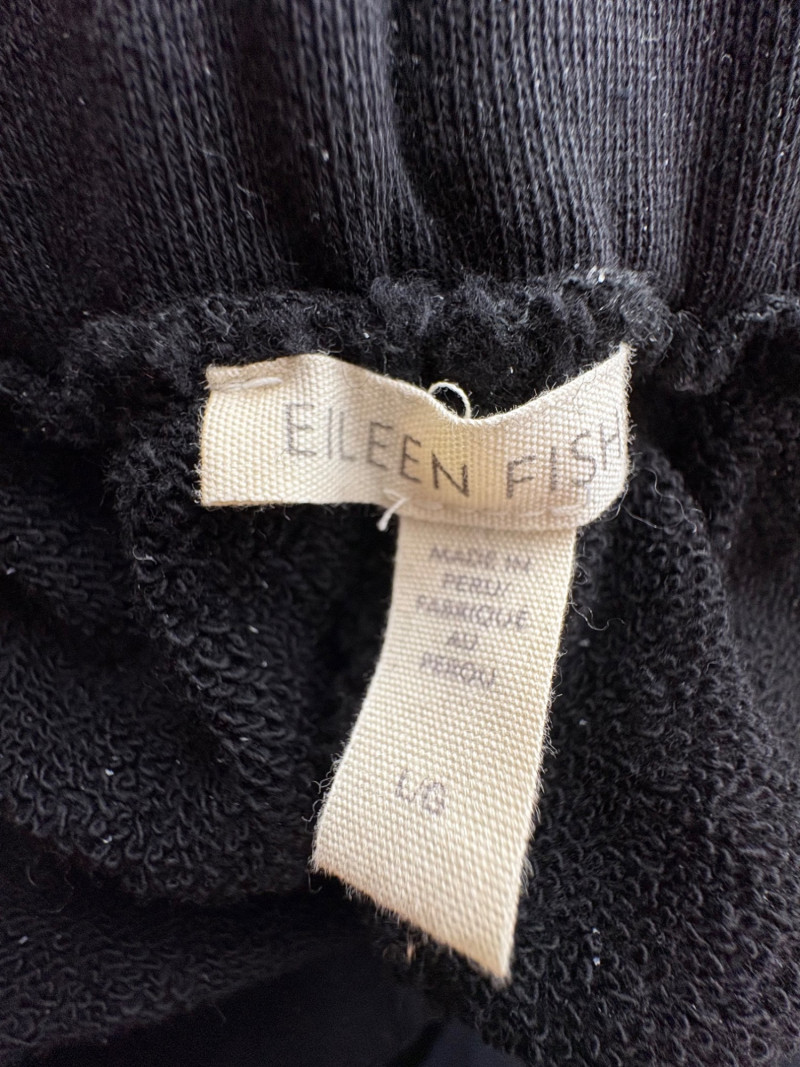 EILEEN FISH
MADE IN
PERU/
FABRIQUE
AU
PEROU
L/G